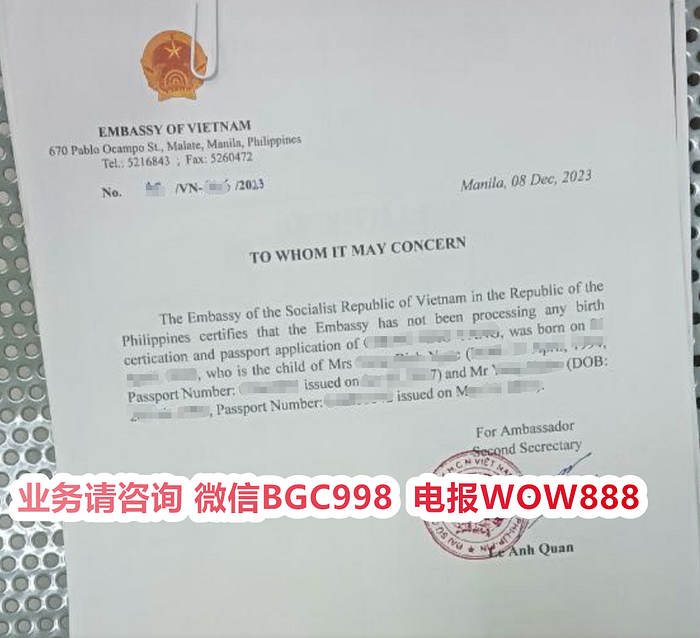 EMBASSY OF VIETNAM
670 Pablo Ocampo St., Malate, Manila, Philippines
Tel.: 5216843 ; Fax: 5260472
No. /VN- /2023
Manila, 08 Dec, 2023
TO WHOM IT MAY CONCERN
The Embassy of the Socialist Republic of Vietnam in the Republic of the
Philippines certifies that the Embassy has not been processing any birth
certication and passport application of , was born on
, who is the child of Mrs
Passport Number: issued on 7) and Mr (DOB:
, Passport Number: issued on M ).
For Ambassador
Second Secrectary
业务请咨询 微信BGC998 电报WOW888
Le Anh Quan